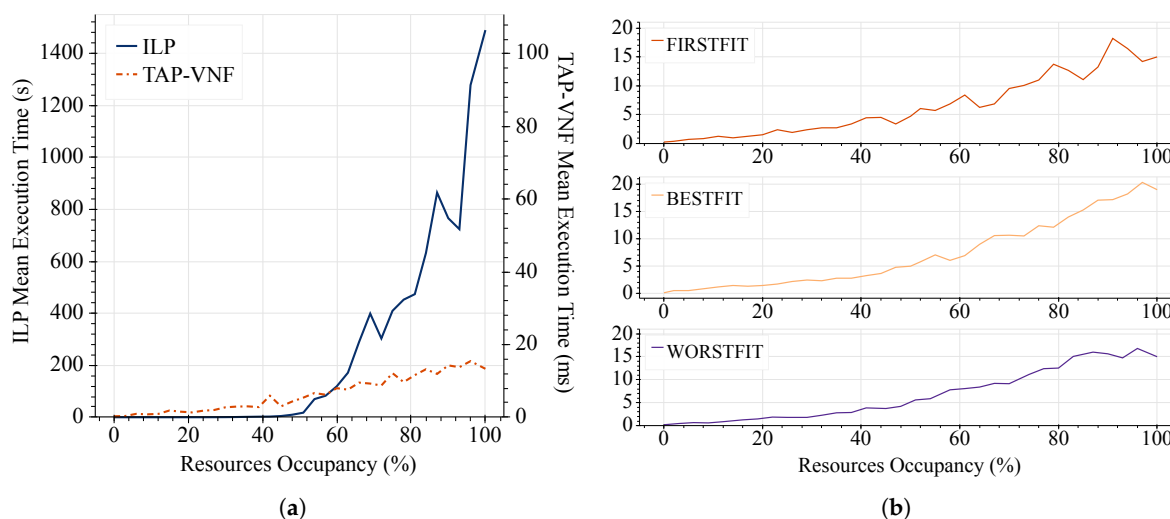 ILP
TAP-VNF
ILP Mean Execution Time (s)
1400
1200
1000
800
600
400
200
0
TAP-VNF Mean Execution Time (ms)
100
80
60
40
20
0
0 20 40 60 80 100
Resources Occupancy (%)
(a)
FIRSTFIT
20
15
10
5
0
0 20 40 60 80 100
BESTFIT
20
15
10
5
0
0 20 40 60 80 100
WORSTFIT
20
15
10
5
0
0 20 40 60 80 100
Resources Occupancy (%)
(b)